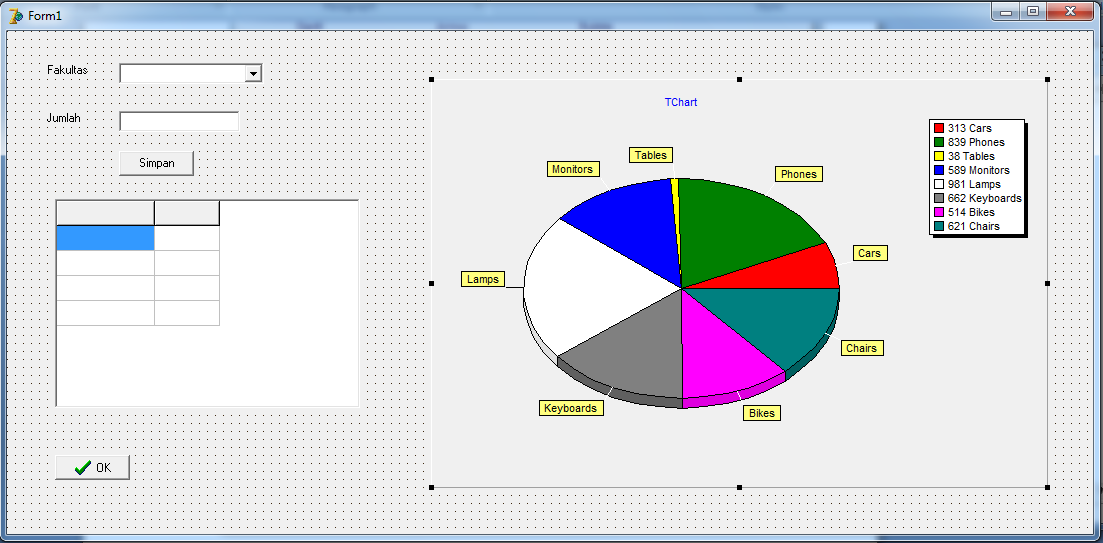 Form1
Fakultas
Jumlah
Simpan
OK
TChart
Tables
Monitors
Phones
Cars
Lamps
Chairs
Keyboards
Bikes
313 Cars
839 Phones
38 Tables
589 Monitors
981 Lamps
662 Keyboards
514 Bikes
621 Chairs